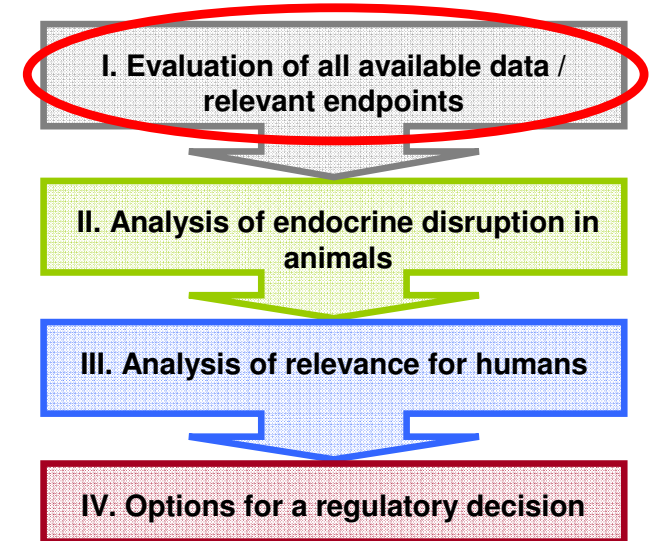 I. Evaluation of all available data /
relevant endpoints
II. Analysis of endocrine disruption in
animals
III. Analysis of relevance for humans
IV. Options for a regulatory decision